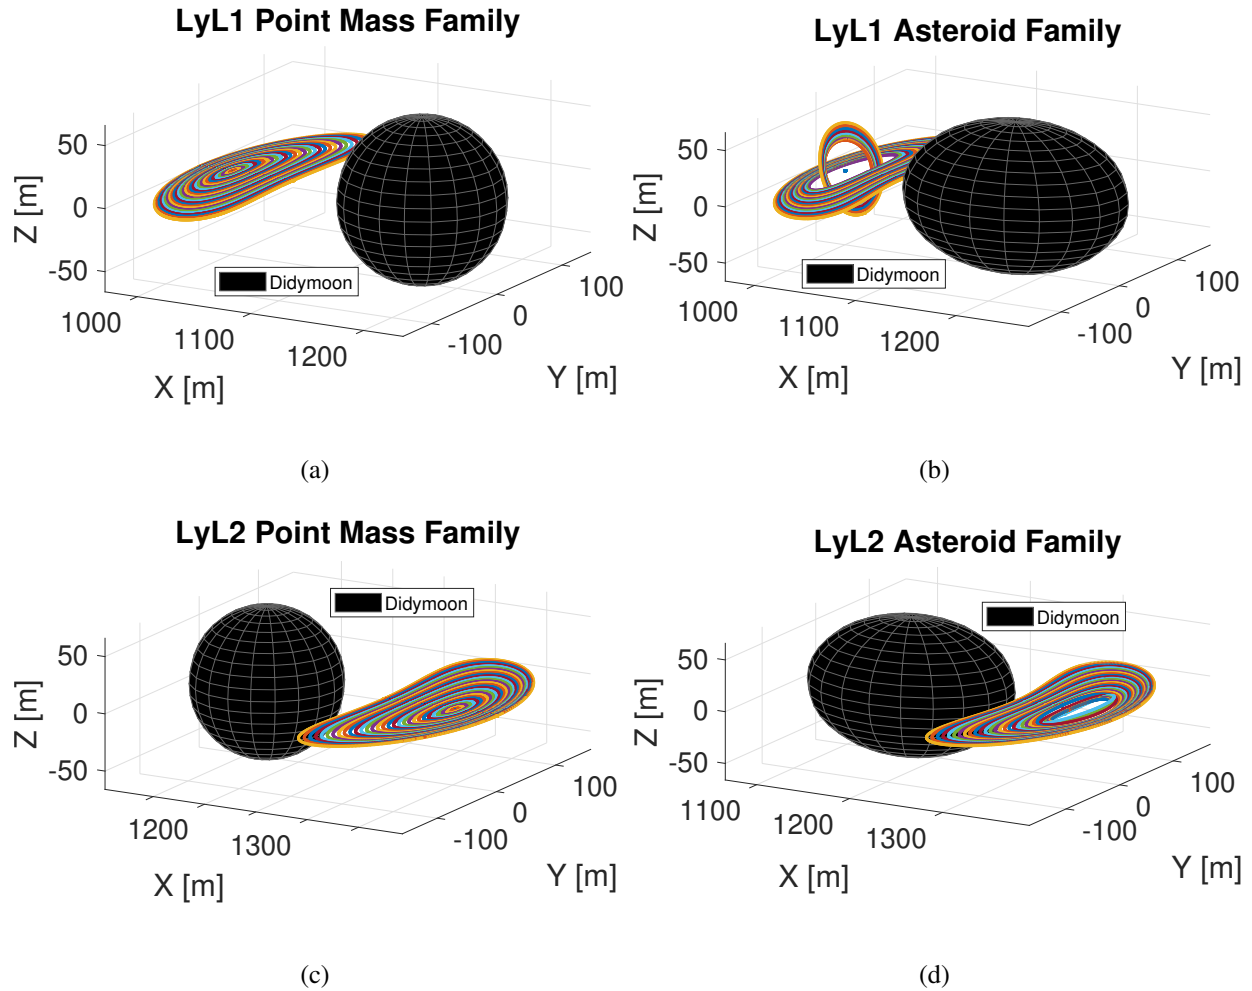 LyL1 Point Mass Family
50
0
-50
Z [m]
Didymoon
1000
1100
1200
X [m]
-100
0
100
Y [m]
(a)
LyL1 Asteroid Family
50
0
-50
Z [m]
Didymoon
1000
1100
1200
X [m]
-100
0
100
Y [m]
(b)
LyL2 Point Mass Family
50
0
-50
Z [m]
Didymoon
1200
1300
X [m]
-100
0
100
Y [m]
(c)
LyL2 Asteroid Family
50
0
-50
Z [m]
Didymoon
1100
1200
1300
X [m]
-100
0
100
Y [m]
(d)